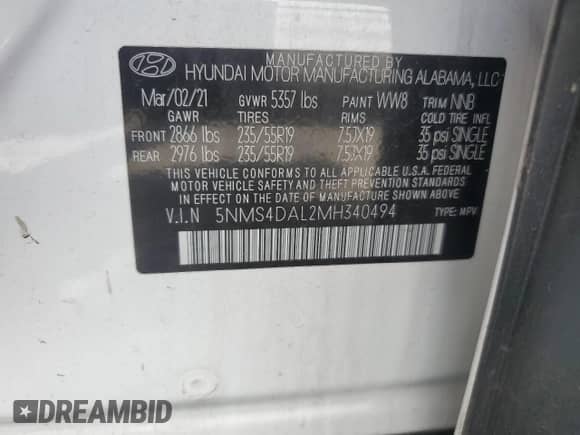 MANUFACTURED BY
HYUNDAI MOTOR MANUFACTURING ALABAMA, LLC
Mar/02/21 GVWR 5357 lbs PAINT WW8 TRIM NNB
GAWR TIRES RIMS COLD TIRE INFL
FRONT 2866 lbs 235/55R19 7.5JX19 35 psi SINGLE
REAR 2976 lbs 235/55R19 7.5JX19 35 psi SINGLE
THIS VEHICLE CONFORMS TO ALL APPLICABLE U.S.A. FEDERAL
MOTOR VEHICLE SAFETY AND THEFT PREVENTION STANDARDS
IN EFFECT ON THE DATE OF MANUFACTURE SHOWN ABOVE.
V.I.N 5NMS4DAL2MH340494 TYPE: MPV
DREAMBID